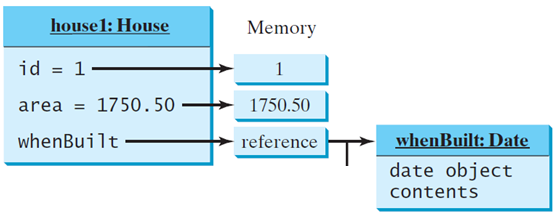 house1: House
Memory
id = 1
1
area = 1750.50
1750.50
whenBuilt
reference
whenBuilt: Date
date object
contents